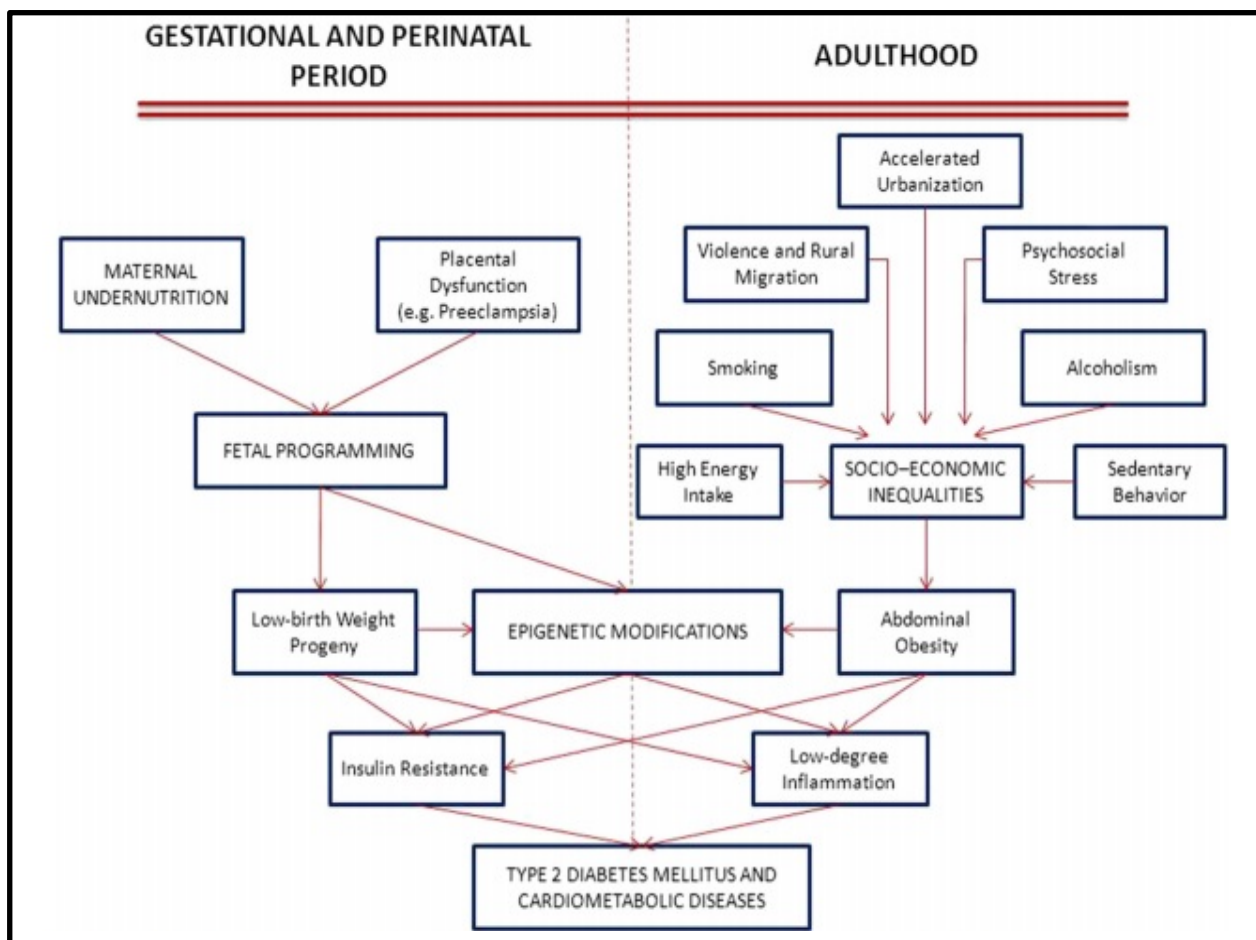 GESTATIONAL AND PERINATAL
PERIOD
ADULTHOOD
Accelerated
Urbanization
MATERNAL
UNDERNUTRITION
Placental
Dysfunction
(e.g. Preeclampsia)
Violence and Rural
Migration
Psychosocial
Stress
Smoking
Alcoholism
FETAL PROGRAMMING
High Energy
Intake
SOCIO–ECONOMIC
INEQUALITIES
Sedentary
Behavior
Low-birth Weight
Progeny
EPIGENETIC MODIFICATIONS
Abdominal
Obesity
Insulin Resistance
Low-degree
Inflammation
TYPE 2 DIABETES MELLITUS AND
CARDIOMETABOLIC DISEASES